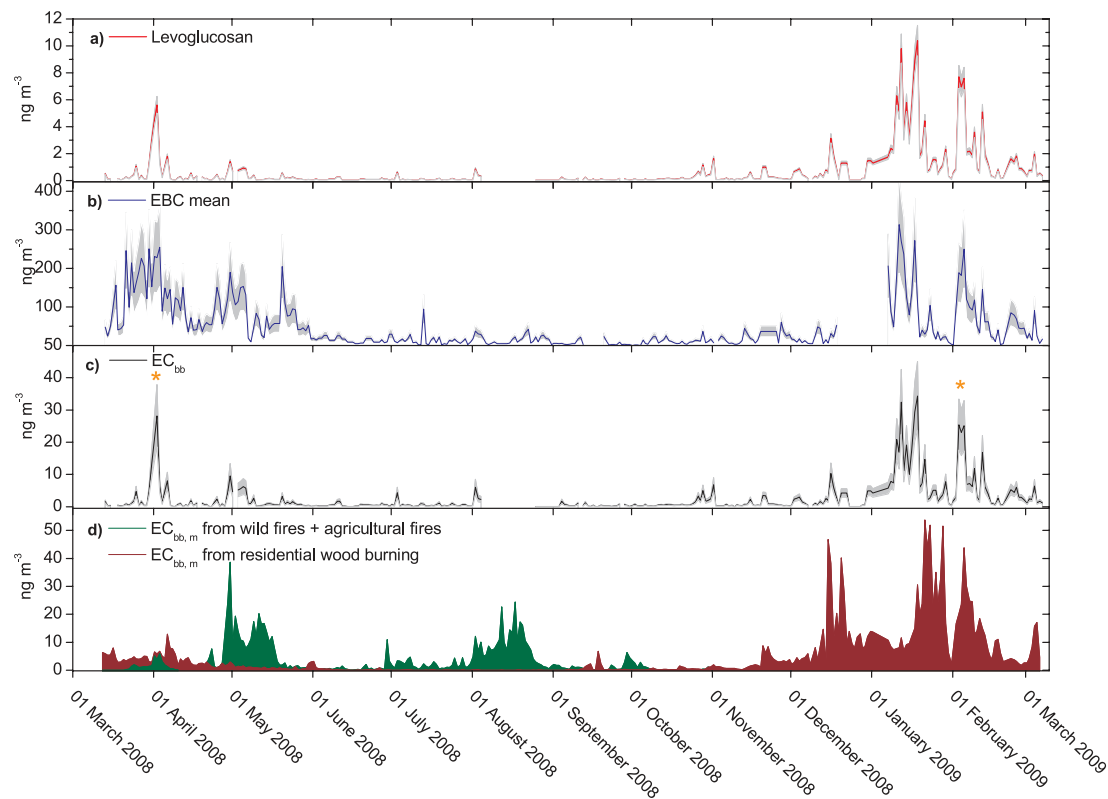 a) Levoglucosan
12
10
8
6
4
2
0
ng m-3
b) EBC mean
400
300
200
100
50
ng m-3
c) ECbb
*
*
40
30
20
10
0
ng m-3
d) ECbb, m from wild fires + agricultural fires
ECbb, m from residential wood burning
50
40
30
20
10
0
ng m-3
01 March 2008
01 April 2008
01 May 2008
01 June 2008
01 July 2008
01 August 2008
01 September 2008
01 October 2008
01 November 2008
01 December 2008
01 January 2009
01 February 2009
01 March 2009